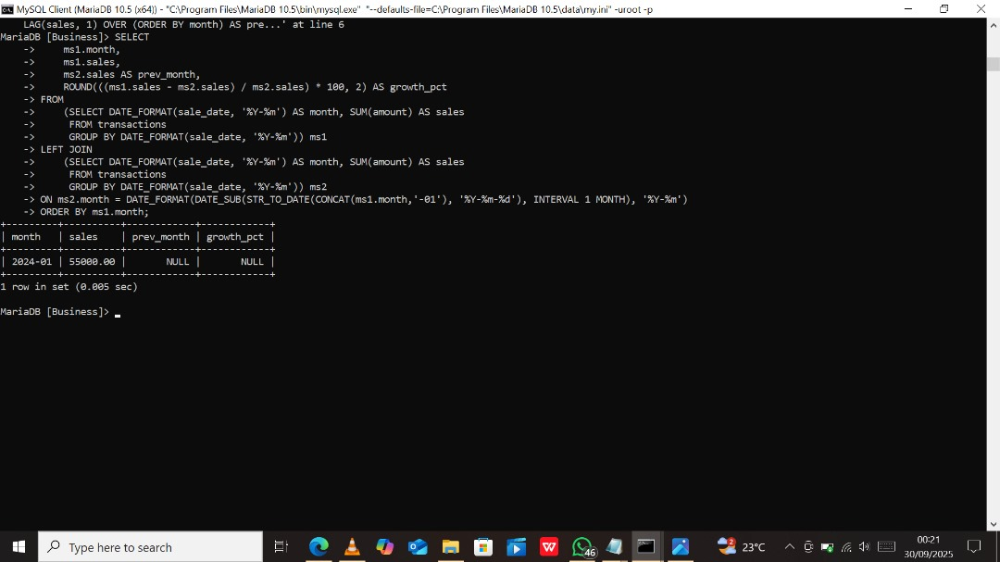 MySQL Client (MariaDB 10.5 (x64)) - "C:\Program Files\MariaDB 10.5\bin\mysql.exe" "--defaults-file=C:\Program Files\MariaDB 10.5\data\my.ini" -uroot -p
    LAG(sales, 1) OVER (ORDER BY month) AS pre...' at line 6
MariaDB [Business]> SELECT
    ->     ms1.month,
    ->     ms1.sales,
    ->     ms2.sales AS prev_month,
    ->     ROUND(((ms1.sales - ms2.sales) / ms2.sales) * 100, 2) AS growth_pct
    -> FROM
    ->     (SELECT DATE_FORMAT(sale_date, '%Y-%m') AS month, SUM(amount) AS sales
    ->      FROM transactions
    ->      GROUP BY DATE_FORMAT(sale_date, '%Y-%m')) ms1
    -> LEFT JOIN
    ->     (SELECT DATE_FORMAT(sale_date, '%Y-%m') AS month, SUM(amount) AS sales
    ->      FROM transactions
    ->      GROUP BY DATE_FORMAT(sale_date, '%Y-%m')) ms2
    -> ON ms2.month = DATE_FORMAT(DATE_SUB(STR_TO_DATE(CONCAT(ms1.month,'-01'), '%Y-%m-%d'), INTERVAL 1 MONTH), '%Y-%m')
    -> ORDER BY ms1.month;
+---------+----------+------------+------------+
| month   | sales    | prev_month | growth_pct |
+---------+----------+------------+------------+
| 2024-01 | 55000.00 |       NULL |       NULL |
+---------+----------+------------+------------+
1 row in set (0.005 sec)
MariaDB [Business]> _
Type here to search
46
2
23°C
00:21
30/09/2025